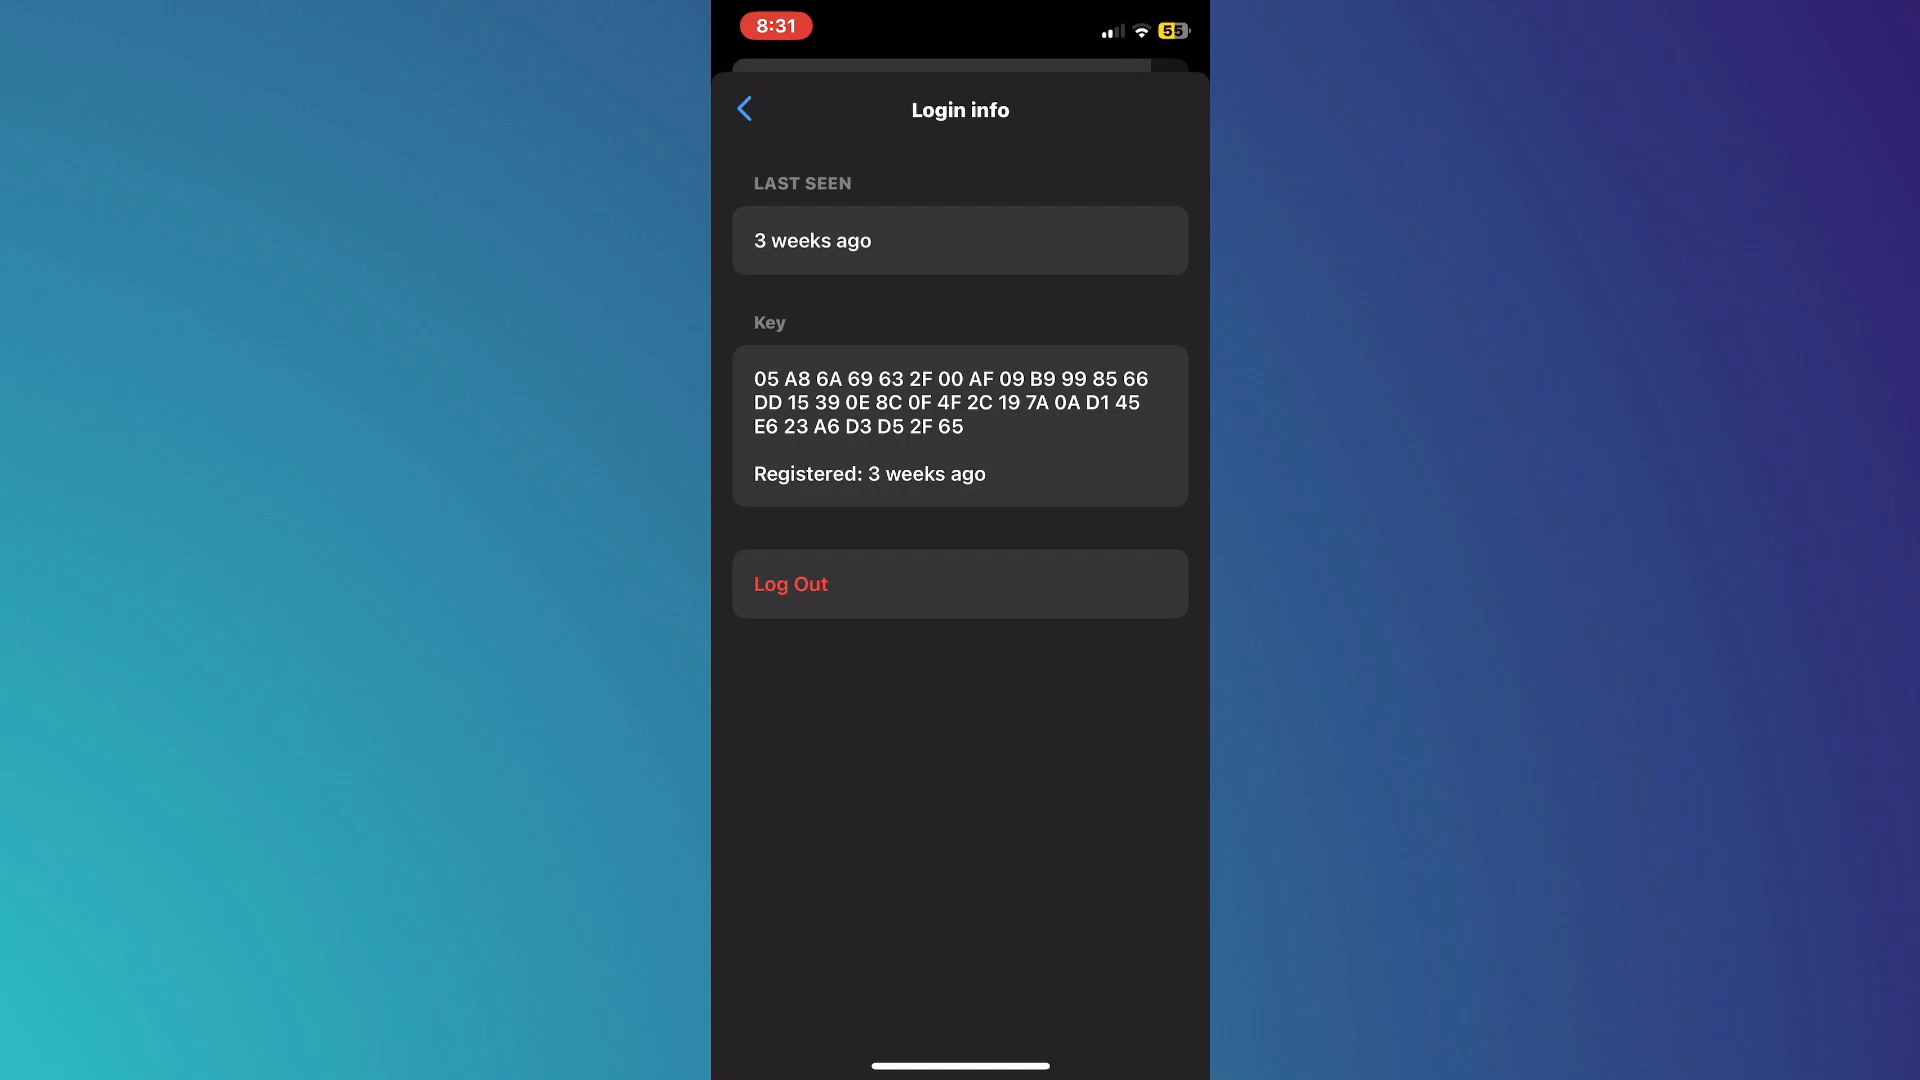 8:31
55
Login info
LAST SEEN
3 weeks ago
Key
05 A8 6A 69 63 2F 00 AF 09 B9 99 85 66
DD 15 39 0E 8C 0F 4F 2C 19 7A 0A D1 45
E6 23 A6 D3 D5 2F 65
Registered: 3 weeks ago
Log Out